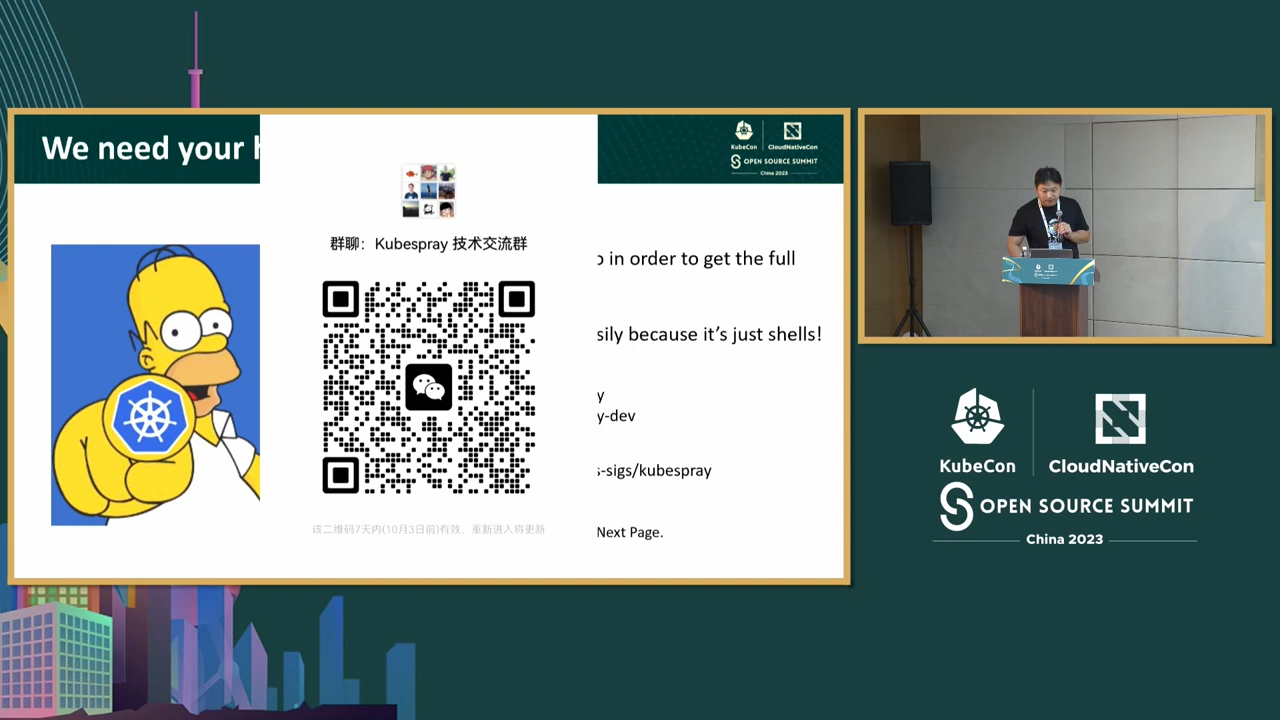 We need your h
KubeCon
CloudNativeCon
OPEN SOURCE SUMMIT
China 2023
群聊：Kubespray 技术交流群
in order to get the full
sily because it’s just shells!
y
y-dev
-sigs/kubespray
Next Page.
该二维码7天内(10月3日前)有效，重新进入将更新
KubeCon
CloudNativeCon
OPEN SOURCE SUMMIT
China 2023